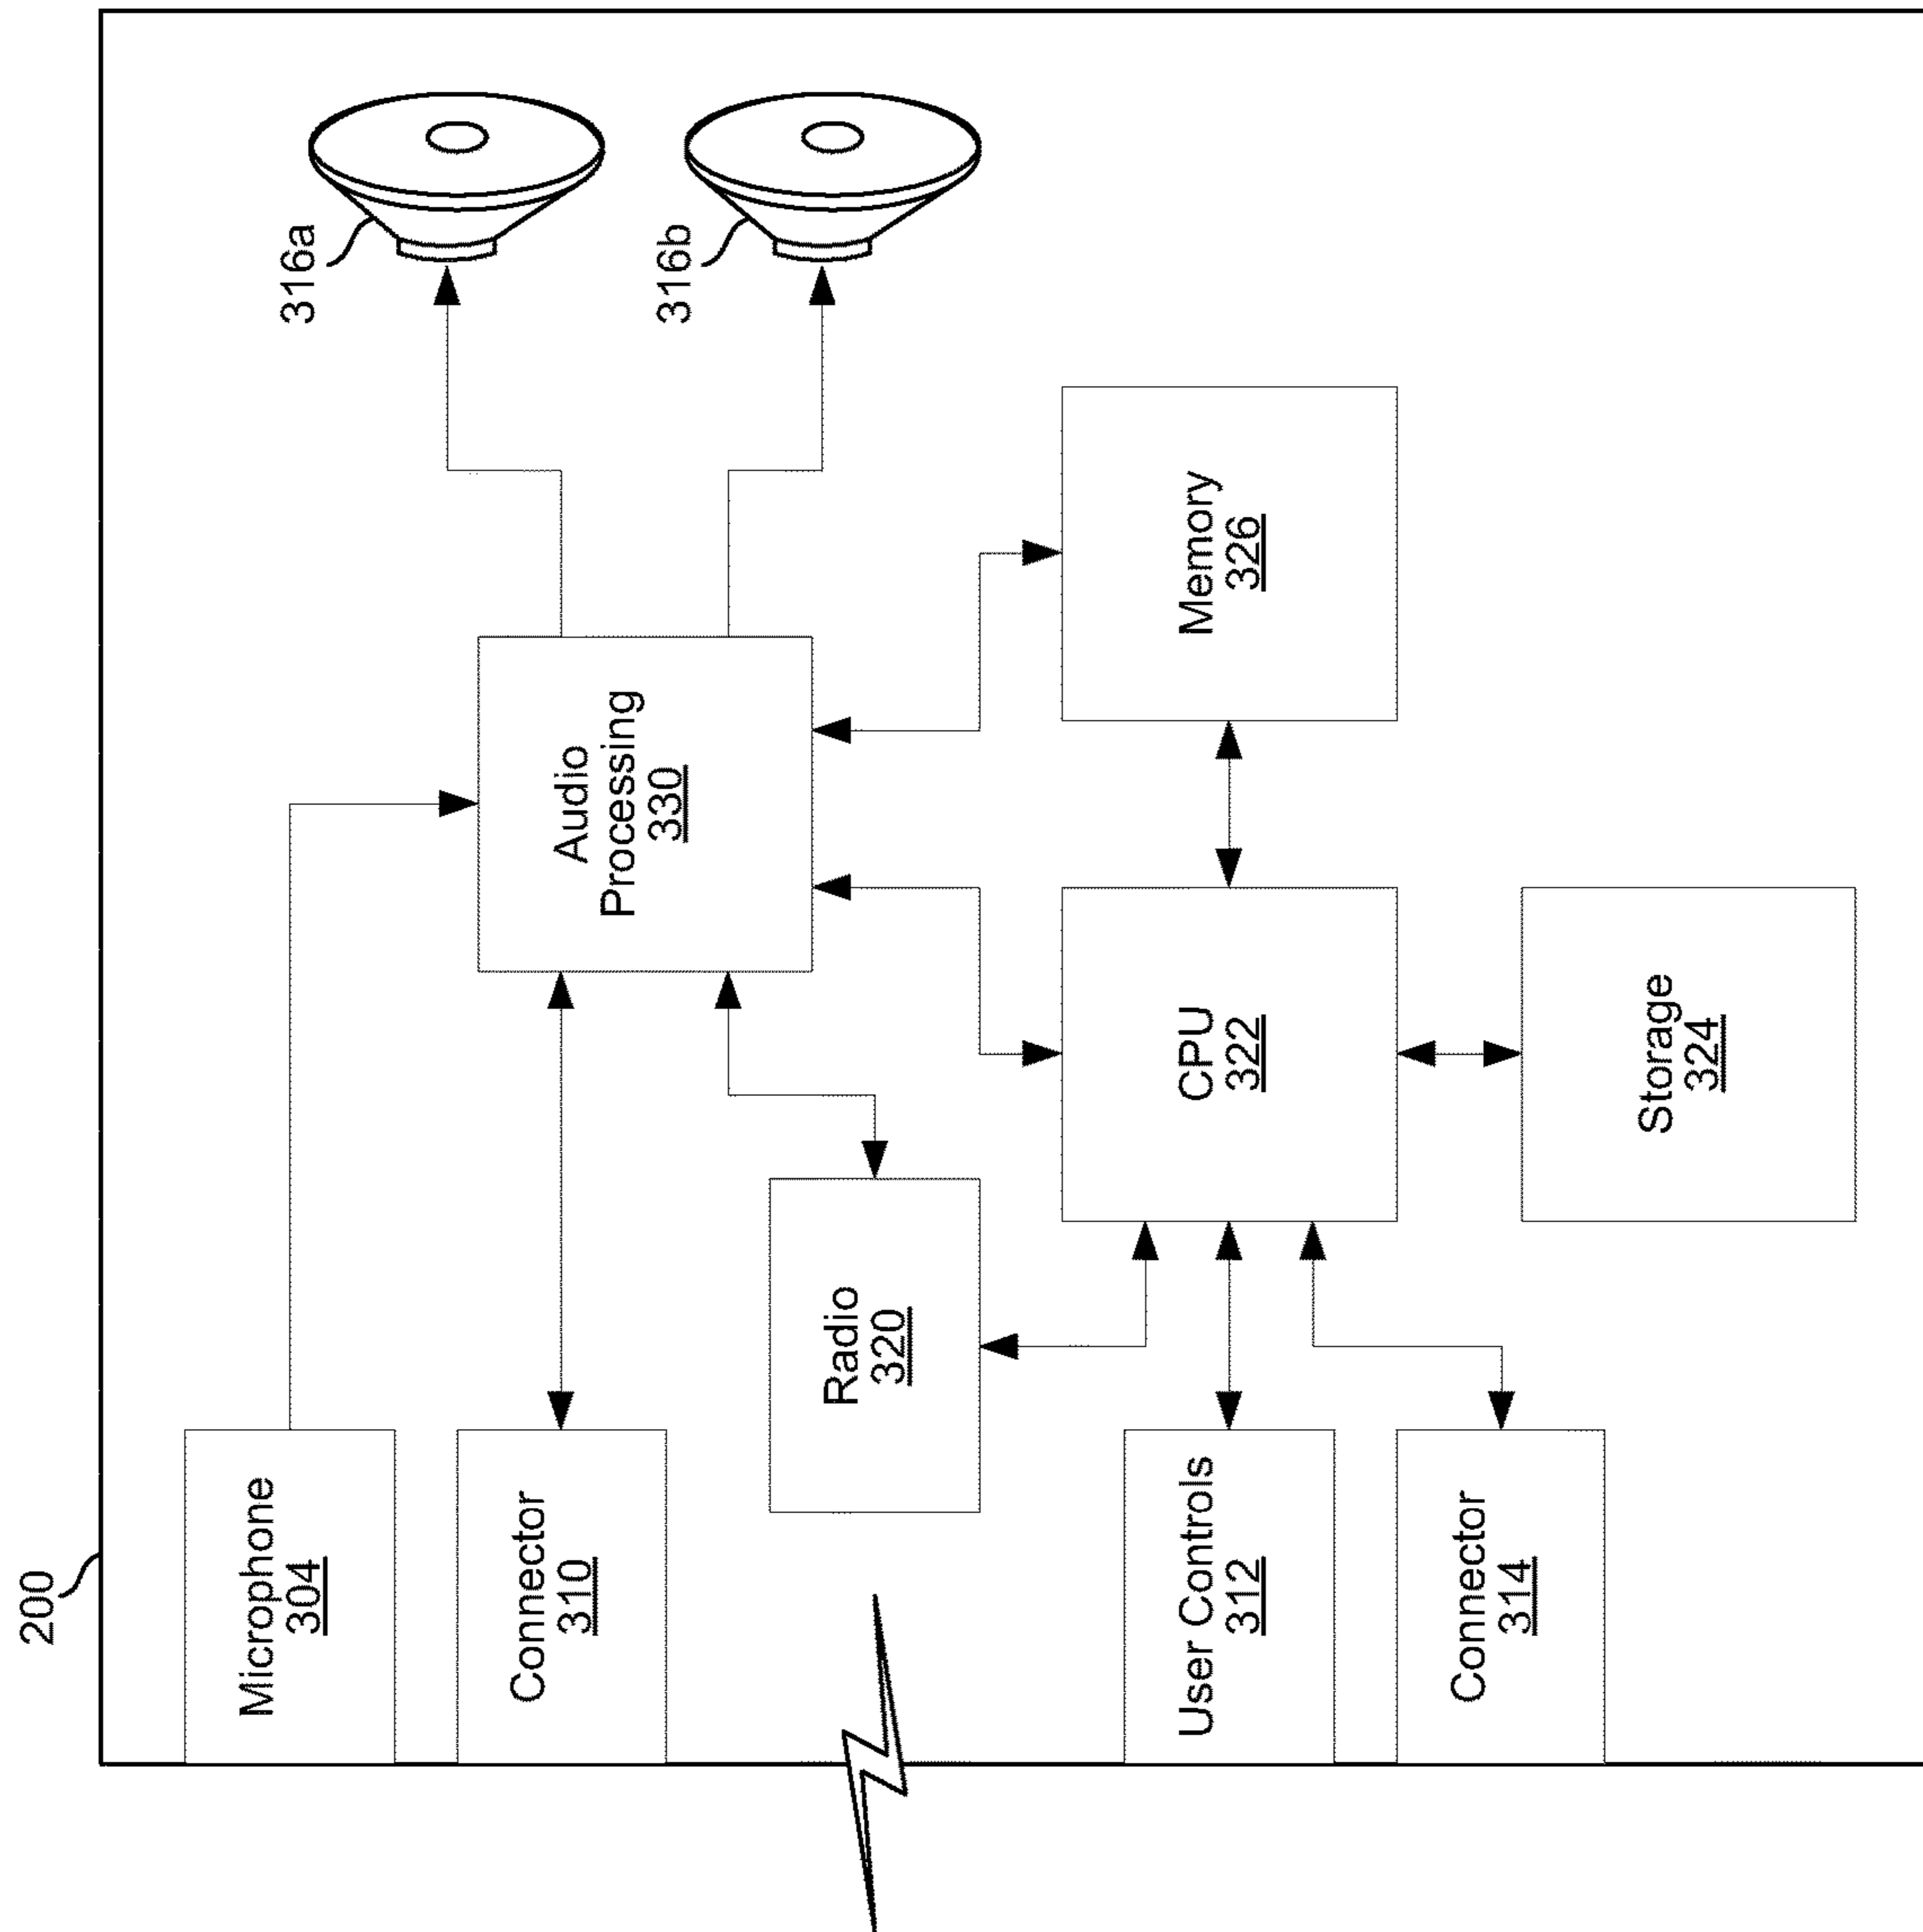 200
Microphone
304
Connector
310
Radio
320
User Controls
312
Connector
314
Audio
Processing
330
CPU
322
Storage
324
Memory
326
316a
316b